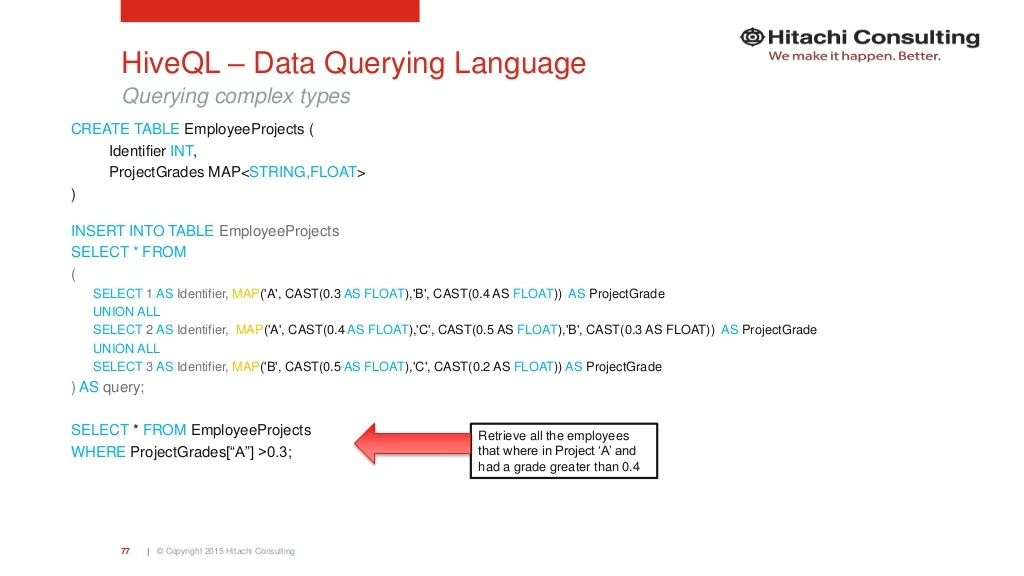 Hitachi Consulting
We make it happen. Better.
HiveQL – Data Querying Language
Querying complex types
CREATE TABLE EmployeeProjects (
Identifier INT,
ProjectGrades MAP<STRING,FLOAT>
)
INSERT INTO TABLE EmployeeProjects
SELECT * FROM
(
SELECT 1 AS Identifier, MAP('A', CAST(0.3 AS FLOAT),'B', CAST(0.4 AS FLOAT)) AS ProjectGrade
UNION ALL
SELECT 2 AS Identifier, MAP('A', CAST(0.4 AS FLOAT),'C', CAST(0.5 AS FLOAT),'B', CAST(0.3 AS FLOAT)) AS ProjectGrade
UNION ALL
SELECT 3 AS Identifier, MAP('B', CAST(0.5 AS FLOAT),'C', CAST(0.2 AS FLOAT)) AS ProjectGrade
) AS query;
SELECT * FROM EmployeeProjects
WHERE ProjectGrades[“A”] >0.3;
Retrieve all the employees
that where in Project ‘A’ and
had a grade greater than 0.4
77 | © Copyright 2015 Hitachi Consulting